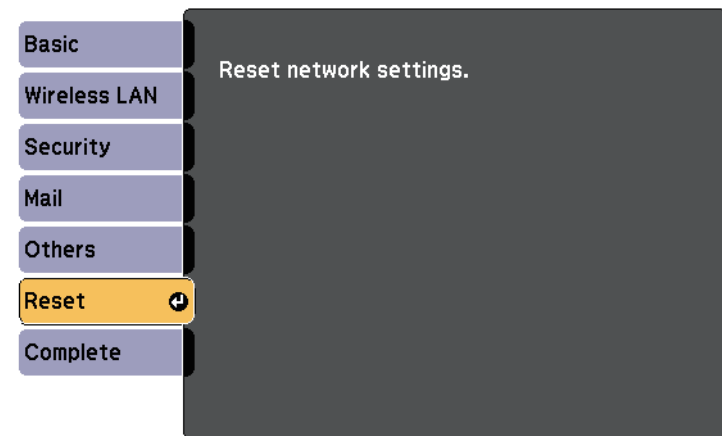 Basic
Reset network settings.
Wireless LAN
Security
Mail
Others
Reset
Complete